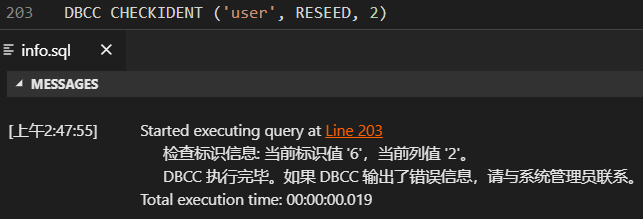 203 DBCC CHECKIDENT ('user', RESEED, 2)
info.sql
MESSAGES
[上午2:47:55] Started executing query at Line 203
检查标识信息: 当前标识值 '6'，当前列值 '2'。
DBCC 执行完毕。如果 DBCC 输出了错误信息，请与系统管理员联系。
Total execution time: 00:00:00.019